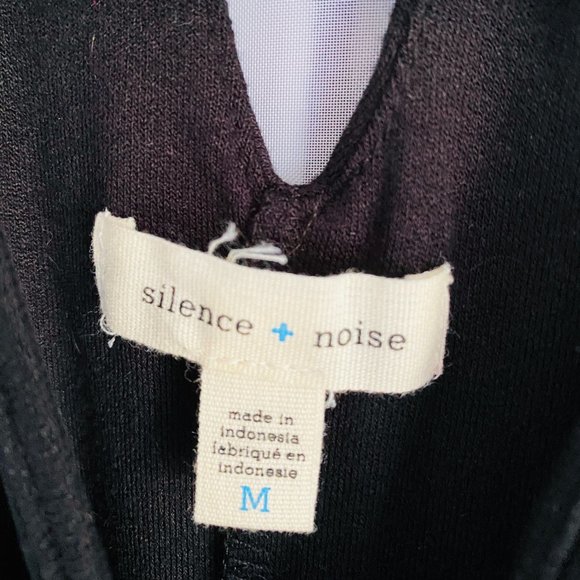 silence + noise
made in
indonesia
fabriqué en
indonesie
M